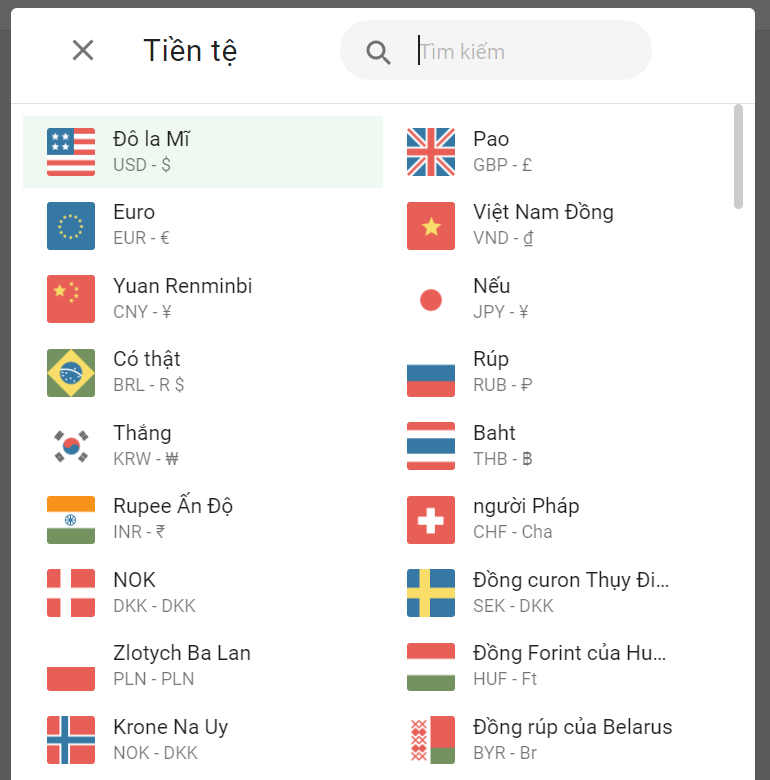 Tiền tệ
Tìm kiếm
Đô la Mĩ
USD - $
Pao
GBP - £
Euro
EUR - €
Việt Nam Đồng
VND - ₫
Yuan Renminbi
CNY - ¥
Nếu
JPY - ¥
Có thật
BRL - R $
Rúp
RUB - ₽
Thắng
KRW - ₩
Baht
THB - ฿
Rupee Ấn Độ
INR - ₹
người Pháp
CHF - Cha
NOK
DKK - DKK
Đồng curon Thụy Đi...
SEK - DKK
Zlotych Ba Lan
PLN - PLN
Đồng Forint của Hu...
HUF - Ft
Krone Na Uy
NOK - DKK
Đồng rúp của Belarus
BYR - Br